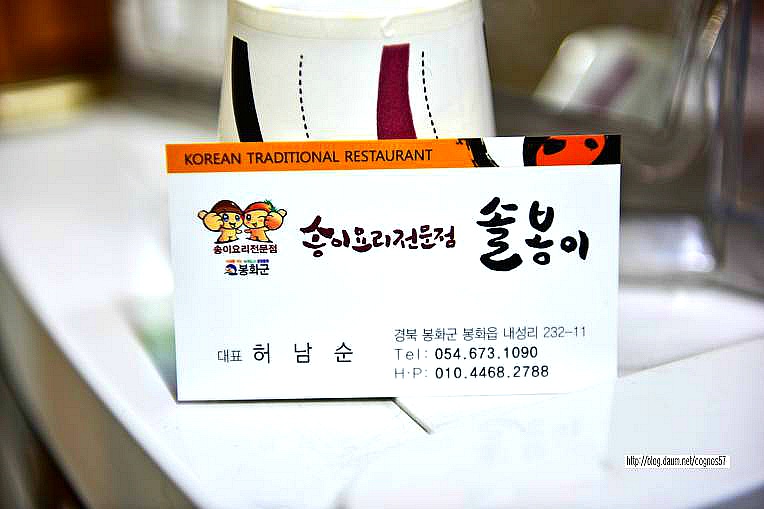 KOREAN TRADITIONAL RESTAURANT
송이요리전문점 솔봉이
송이요리전문점
봉화군
경북 봉화군 봉화읍 내성리 232-11
대표 허 남 순
Tel: 054.673.1090
H·P: 010.4468.2788
http://blog.daum.net/cognos57